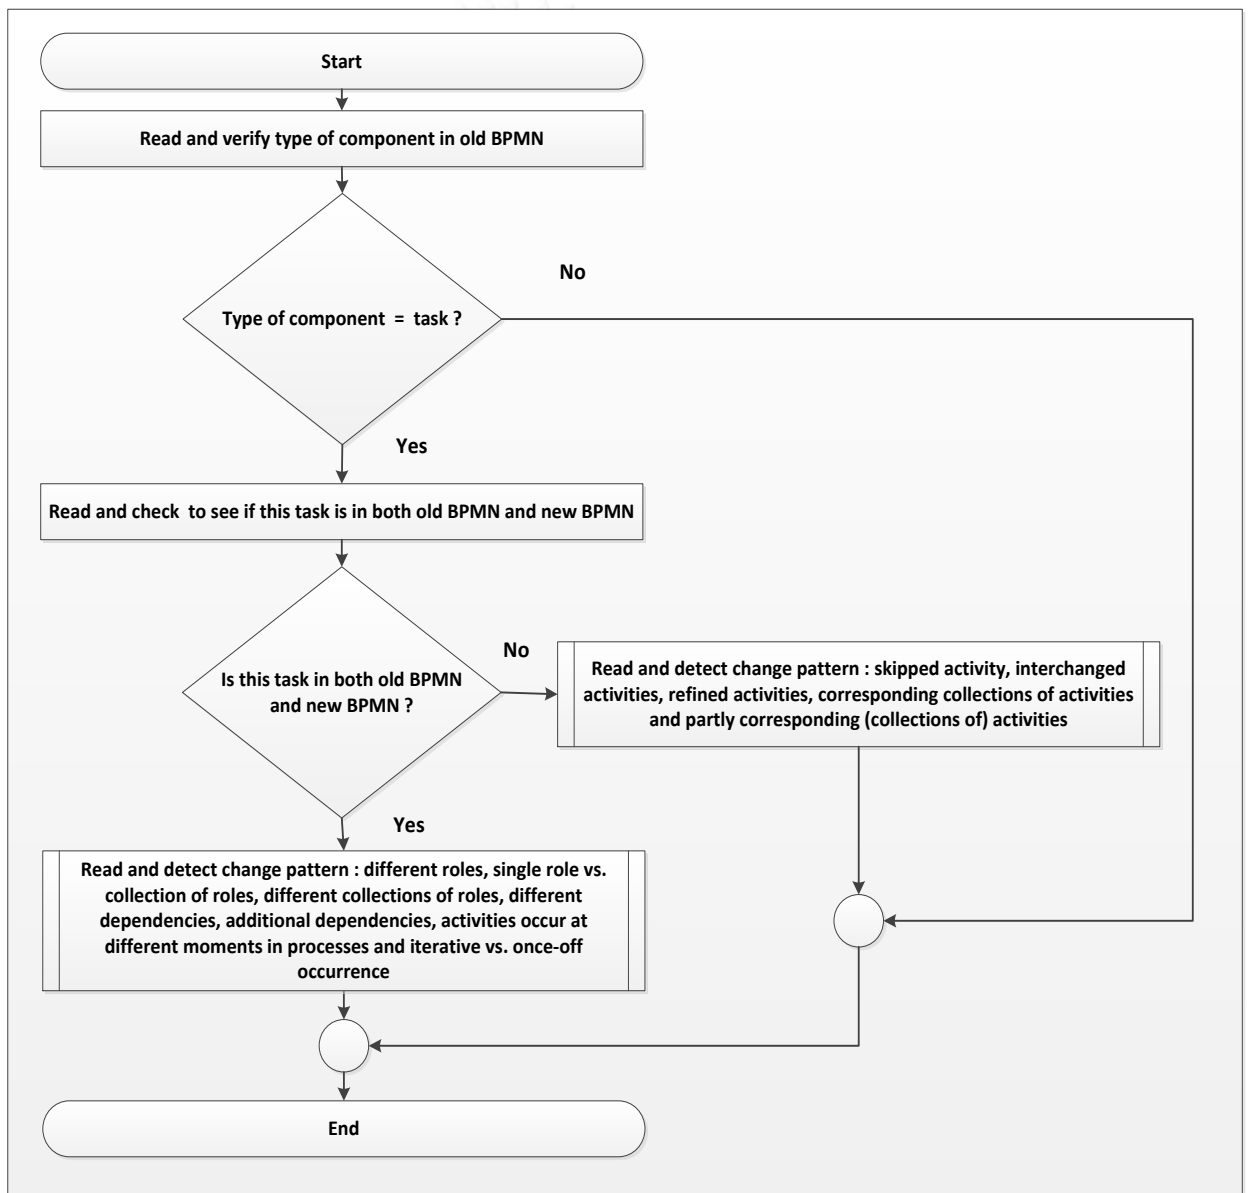 Start
Read and verify type of component in old BPMN
No
Type of component = task ?
Yes
Read and check to see if this task is in both old BPMN and new BPMN
No
Is this task in both old BPMN
and new BPMN ?
Read and detect change pattern : skipped activity, interchanged
activities, refined activities, corresponding collections of activities
and partly corresponding (collections of) activities
Yes
Read and detect change pattern : different roles, single role vs.
collection of roles, different collections of roles, different
dependencies, additional dependencies, activities occur at
different moments in processes and iterative vs. once-off
occurrence
End